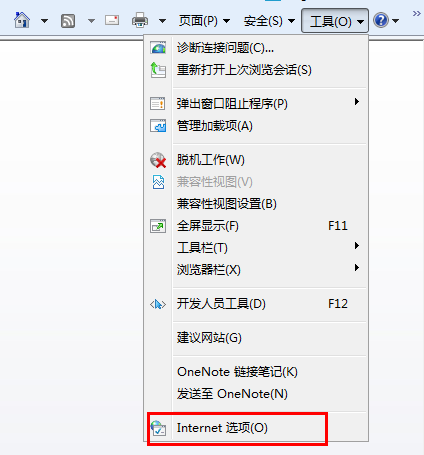 页面(P) 安全(S) 工具(O)
诊断连接问题(C)...
重新打开上次浏览会话(S)
弹出窗口阻止程序(P)
管理加载项(A)
脱机工作(W)
兼容性视图(V)
兼容性视图设置(B)
全屏显示(F) F11
工具栏(T)
浏览器栏(X)
开发人员工具(D) F12
建议网站(G)
OneNote 链接笔记(K)
发送至 OneNote(N)
Internet 选项(O)